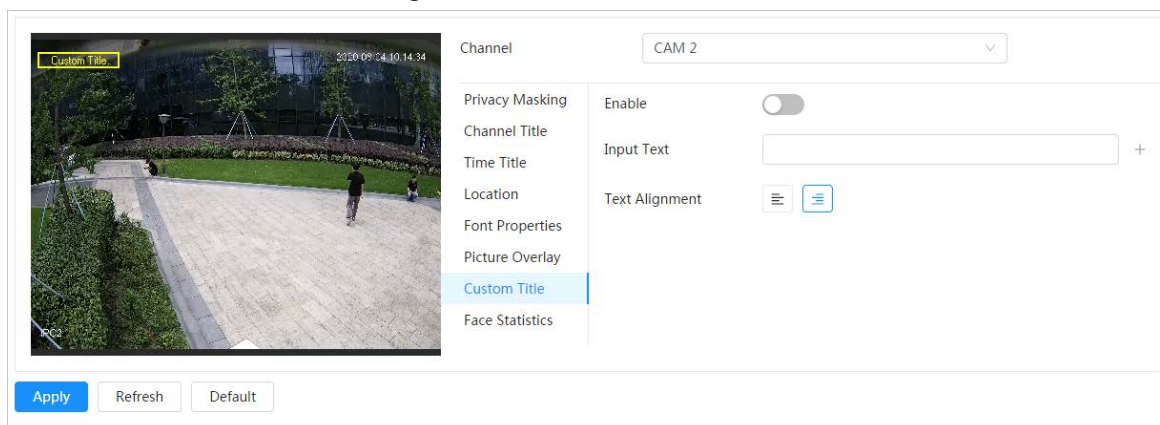 Custom Title
2020-09-04 10:14:34
IPC2
Channel
CAM 2
Privacy Masking
Channel Title
Time Title
Location
Font Properties
Picture Overlay
Custom Title
Face Statistics
Enable
Input Text
+
Text Alignment
Apply
Refresh
Default